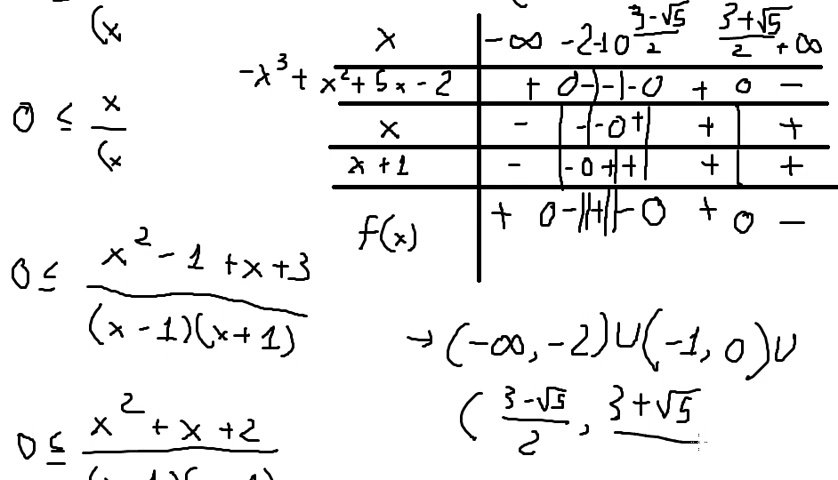 (x
0 ≤ x/(x
0 ≤ (x² - 1 + x + 3)/((x - 1)(x + 1))
0 ≤ (x² + x + 2)/
x | -∞ -2 -1 0 (3-√5)/2 (3+√5)/2 +∞
-x³ + x² + 5x - 2 | + 0 - | - | - 0 + 0 -
x | - | - | - 0 + | + | +
x + 1 | - | - 0 + | + | + | +
f(x) | + 0 - || + || - 0 + 0 -
→ (-∞, -2) ∪ (-1, 0) ∪
( (3-√5)/2 , 3+√5